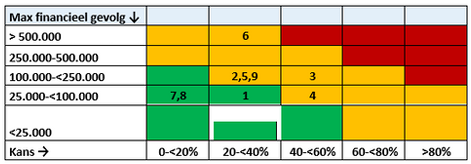 Max financieel gevolg ↓
> 500.000 6
250.000-500.000
100.000-<250.000 2,5,9 3
25.000-<100.000 7,8 1 4
<25.000
Kans → 0-<20% 20-<40% 40-<60% 60-<80% >80%